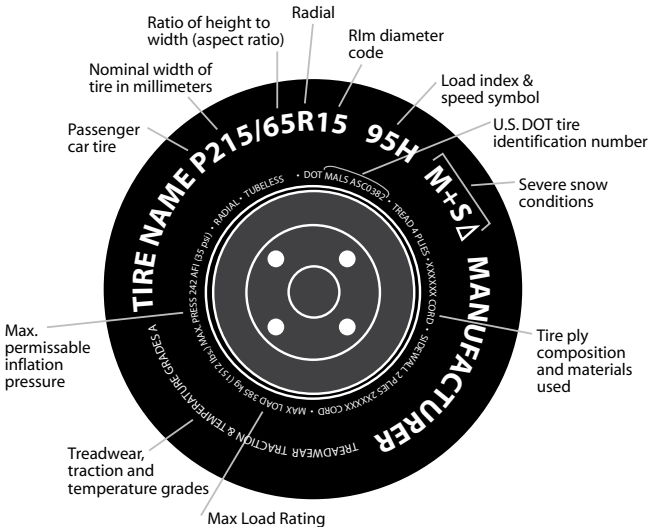 Radial
Ratio of height to
width (aspect ratio)
RIm diameter
code
Nominal width of
tire in millimeters
Load index &
speed symbol
Passenger
car tire
U.S. DOT tire
identification number
Severe snow
conditions
TIRE NAME P215/65R15 95H M+S∆ MANUFACTURER
MAX LOAD 385 kg (1512 lbs.) MAX. PRESS 242 AFI (35 psi) • RADIAL • TUBELESS • DOT MALS ASC0382 • TREAD 4 PLIES • XXXXXX CORD • SIDEWALL 2 PLIES 2XXXXX CORD •
TREADWEAR TRACTION & TEMPERATURE GRADES A
Max.
permissable
inflation
pressure
Tire ply
composition
and materials
used
Treadwear,
traction and
temperature grades
Max Load Rating